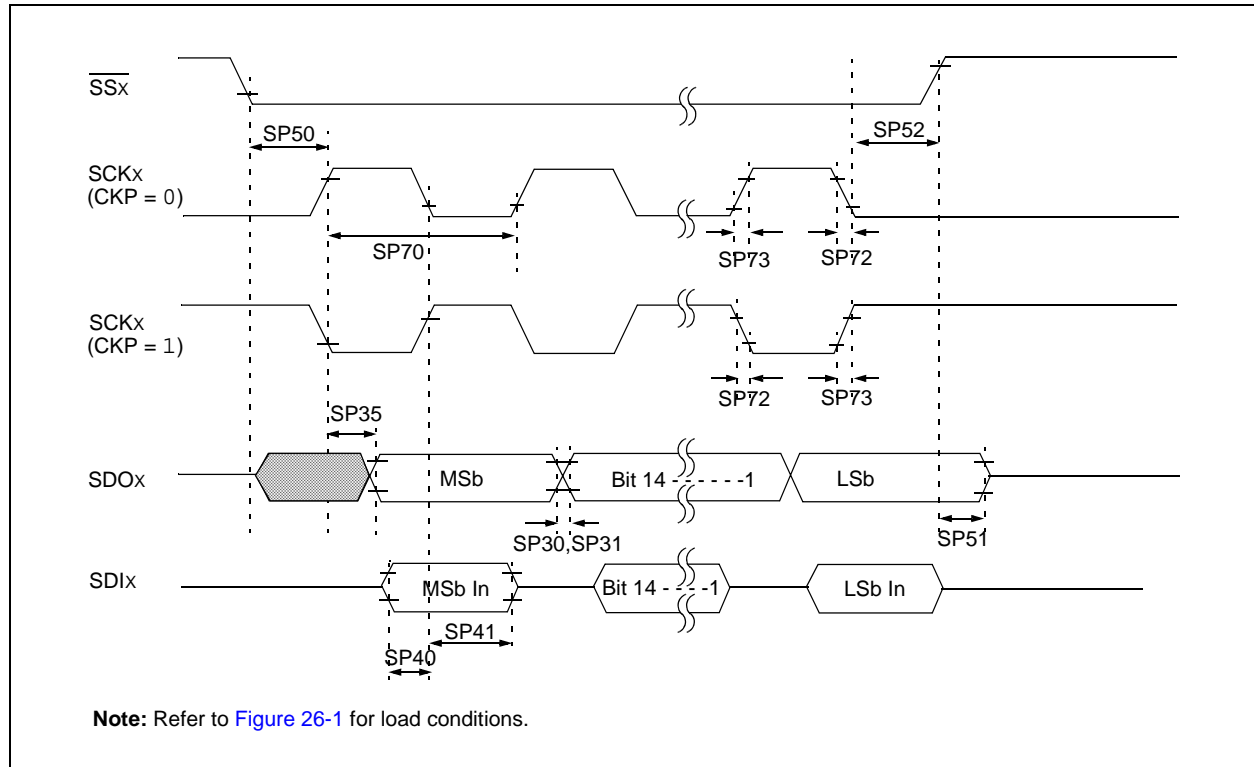 SSX
SP50
SP52
SCKX
(CKP = 0)
SP70
SP73
SP72
SCKX
(CKP = 1)
SP72
SP73
SP35
SDOX
MSb
Bit 14 - - - - - -1
LSb
SP30,SP31
SP51
SDIX
MSb In
Bit 14 - - - -1
LSb In
SP41
SP40
Note: Refer to Figure 26-1 for load conditions.